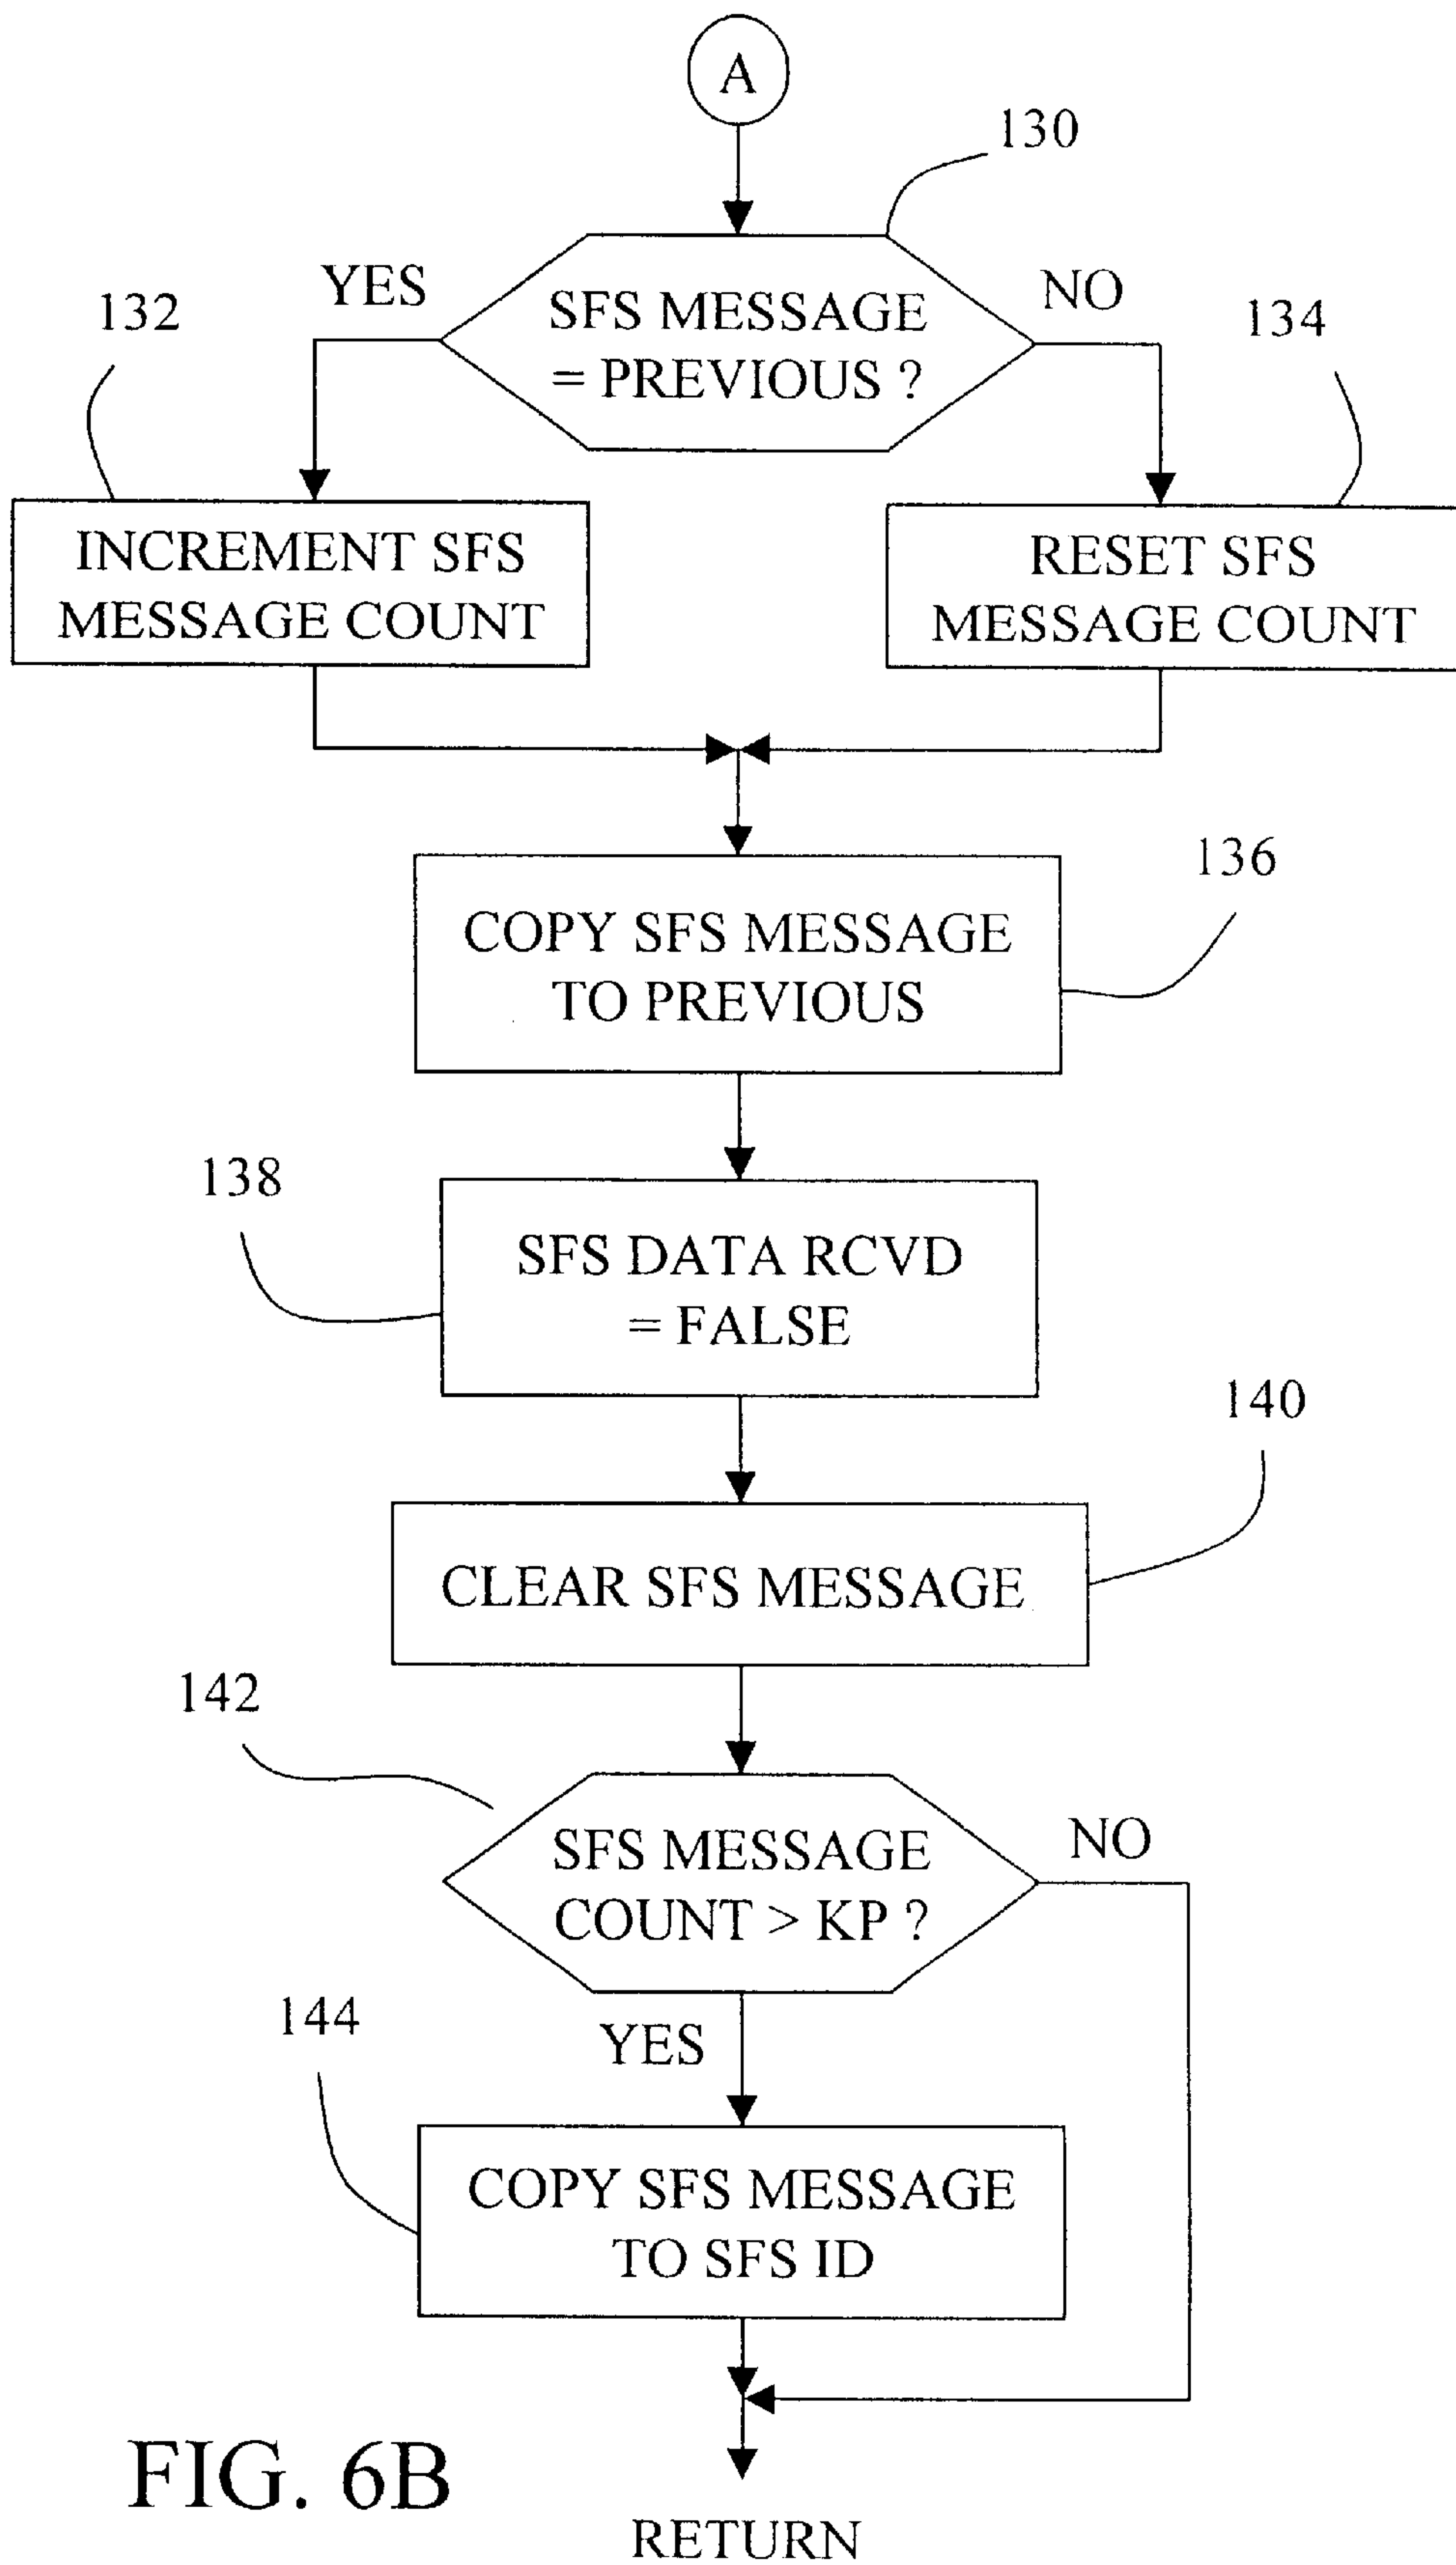 A
130
YES
NO
132
134
SFS MESSAGE
= PREVIOUS ?
INCREMENT SFS
MESSAGE COUNT
RESET SFS
MESSAGE COUNT
136
COPY SFS MESSAGE
TO PREVIOUS
138
SFS DATA RCVD
= FALSE
140
CLEAR SFS MESSAGE
142
SFS MESSAGE
COUNT > KP ?
NO
144
YES
COPY SFS MESSAGE
TO SFS ID
FIG. 6B
RETURN